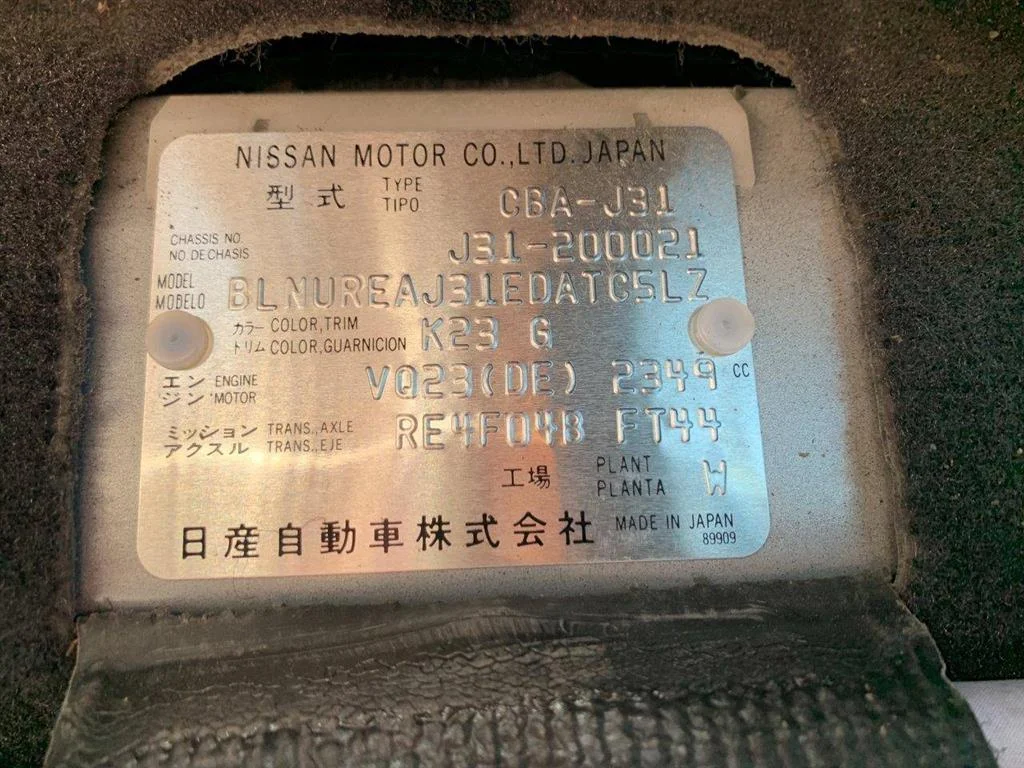 NISSAN MOTOR CO.,LTD. JAPAN
型式 TYPE CBA-J31
TIPO
CHASSIS NO. J31-200021
NO. DE CHASIS
MODEL BLNUREAJ31EDATC5LZ
MOBELO
カラー COLOR,TRIM K23 G
トリム COLOR,GUARNICION
エン ENGINE VQ23(DE) 2349 CC
ジン MOTOR
ミッション TRANS.,AXLE RE4F04B FT44
アクスル TRANS.,EJE
工場 PLANT W
PLANTA
日産自動車株式会社 MADE IN JAPAN
89909